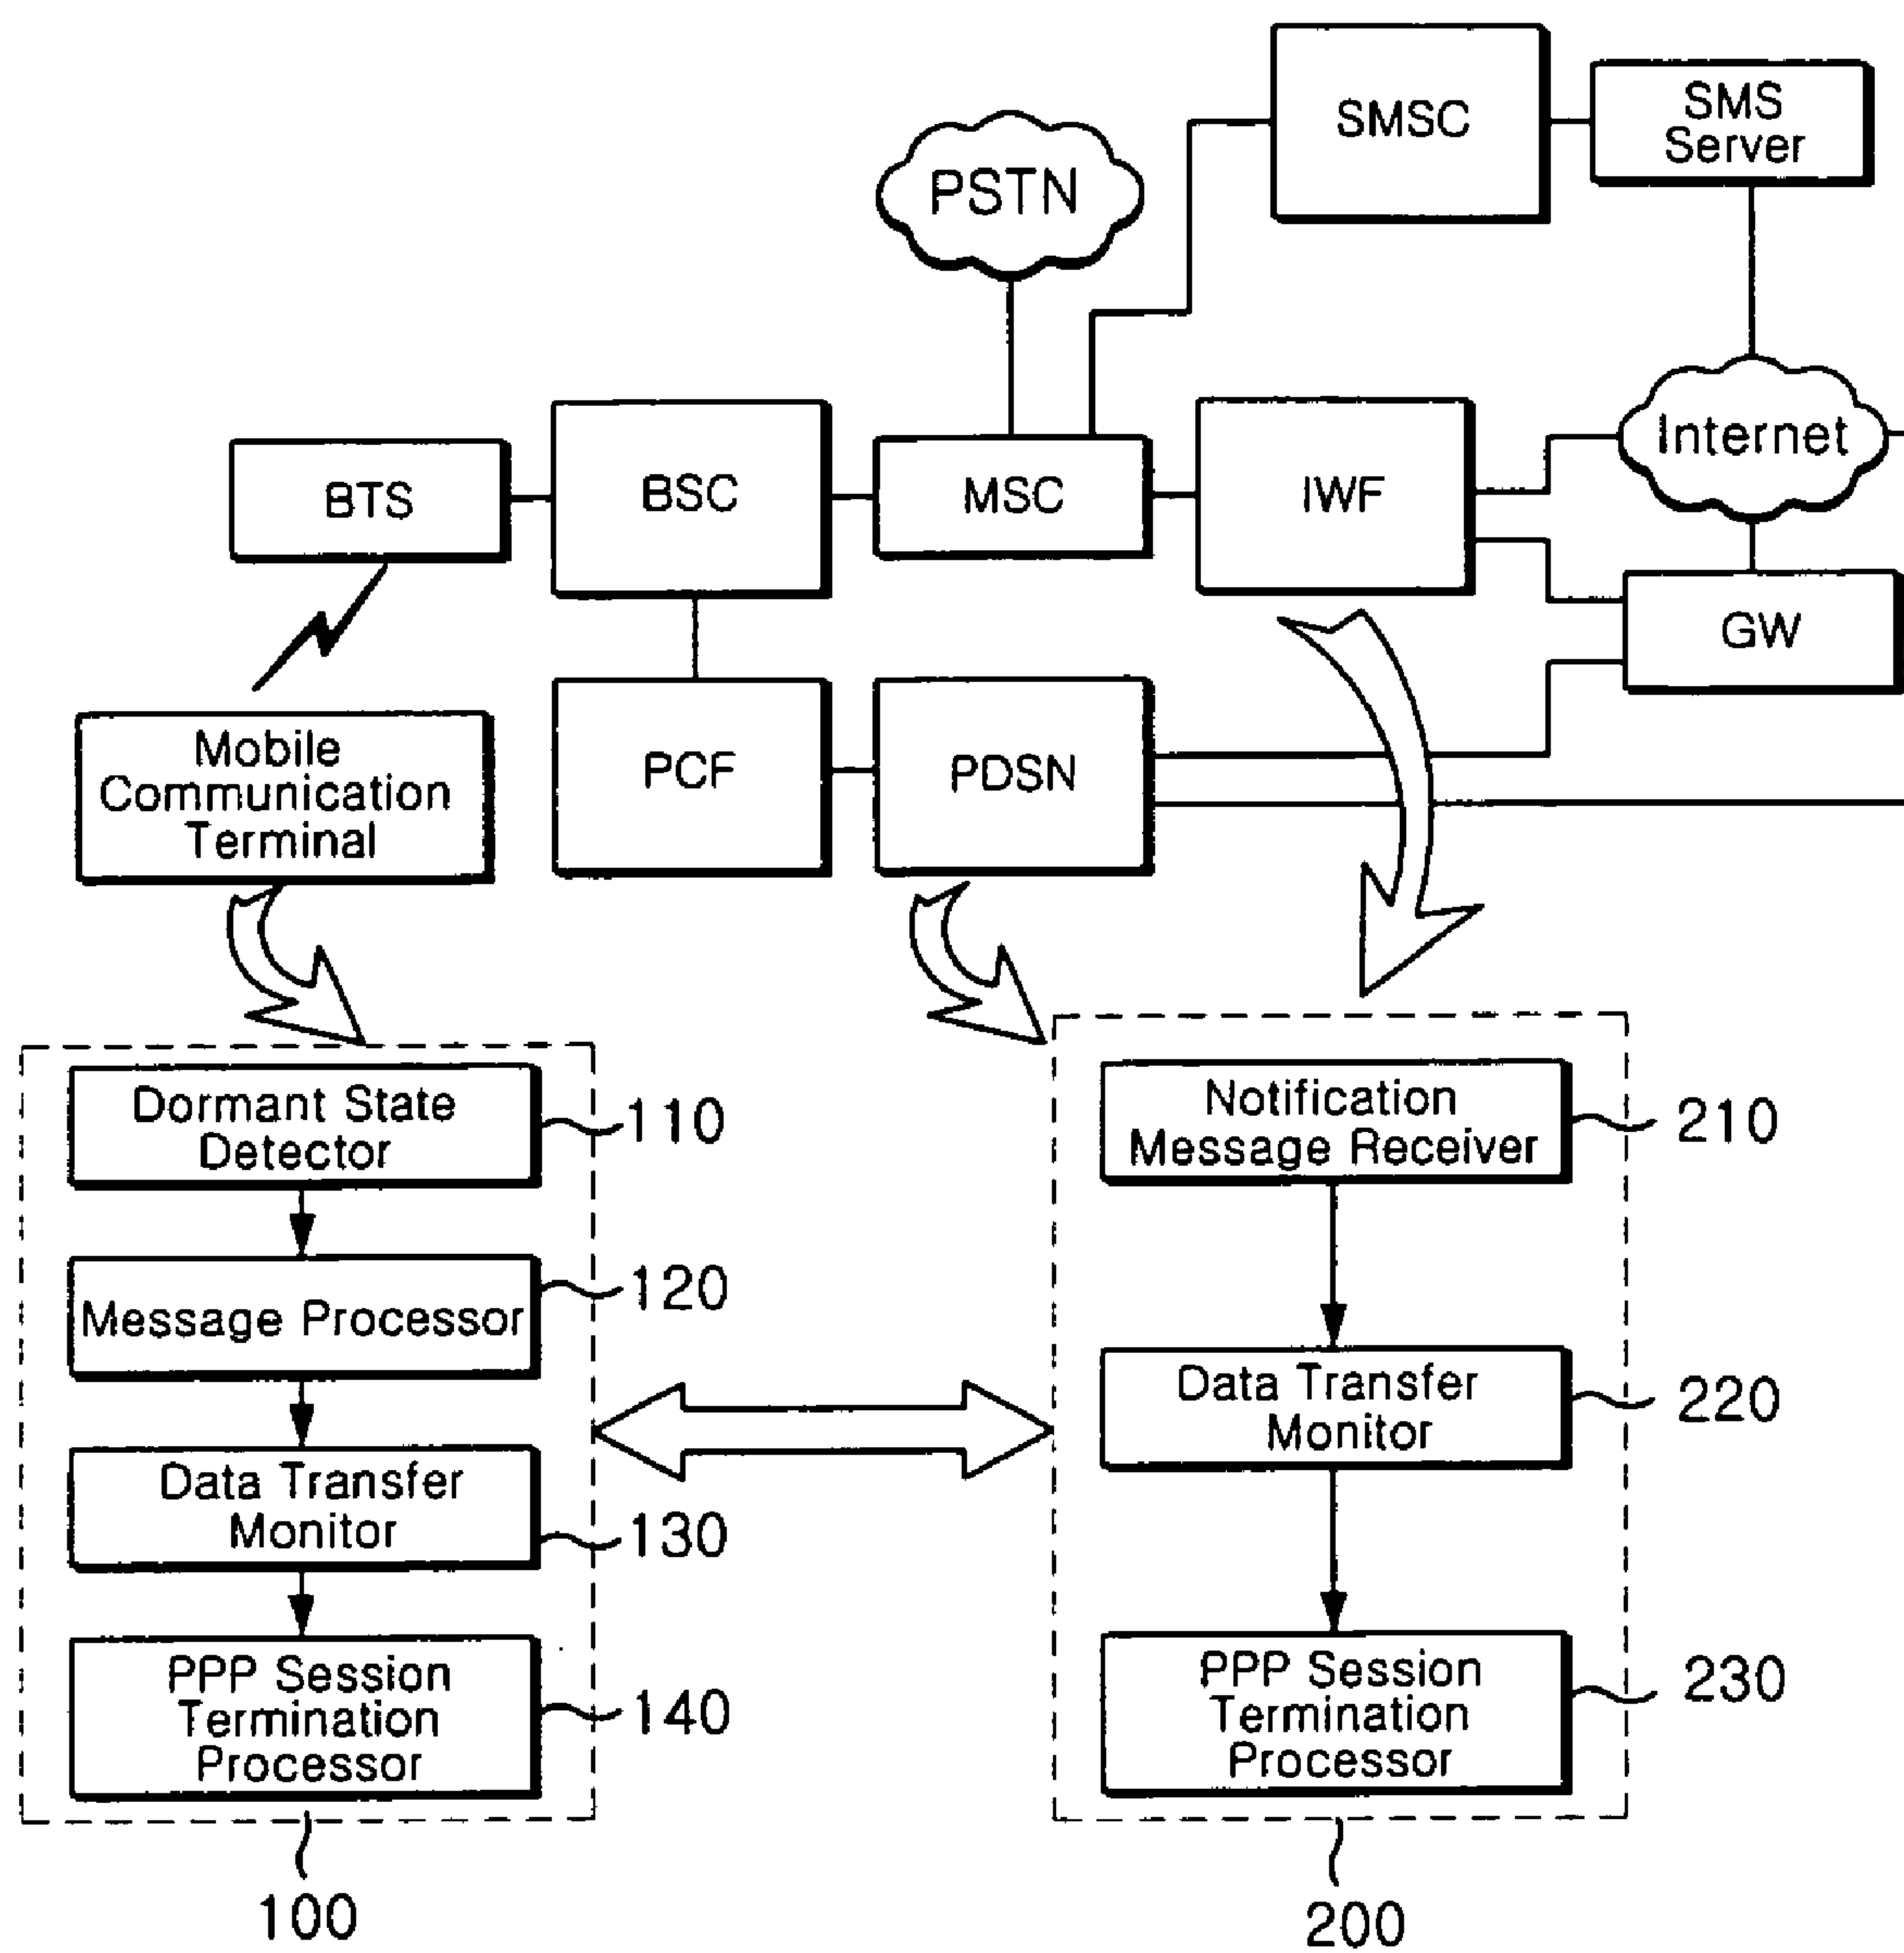 SMSC
SMS
Server
PSTN
Internet
BTS
BSC
MSC
IWF
GW
Mobile
Communication
Terminal
PCF
PDSN
Dormant State
Detector
110
Message Processor
120
Data Transfer
Monitor
130
PPP Session
Termination
Processor
140
100
Notification
Message Receiver
210
Data Transfer
Monitor
220
PPP Session
Termination
Processor
230
200